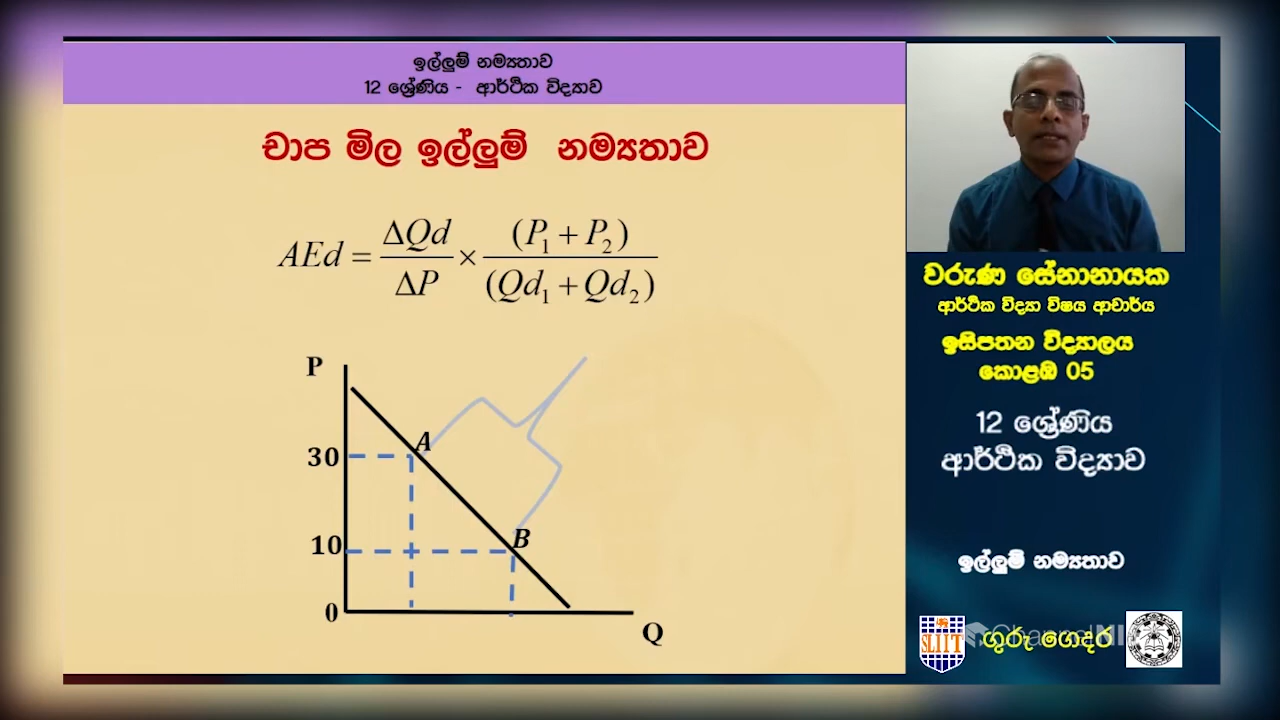 ඉල්ලුම් නම්‍යතාව
12 ශ්‍රේණිය - ආර්ථික විද්‍යාව
චාප මිල ඉල්ලුම් නම්‍යතාව
AEd = ΔQd/ΔP × (P₁ + P₂)/(Qd₁ + Qd₂)
P
A
30
B
10
0
Q
වරුණ සේනානායක
ආර්ථික විද්‍යා විෂය ආචාර්ය
ඉසිපතන විද්‍යාලය
කොළඹ 05
12 ශ්‍රේණිය
ආර්ථික විද්‍යාව
ඉල්ලුම් නම්‍යතාව
SLIIT
ගුරු ගෙදර